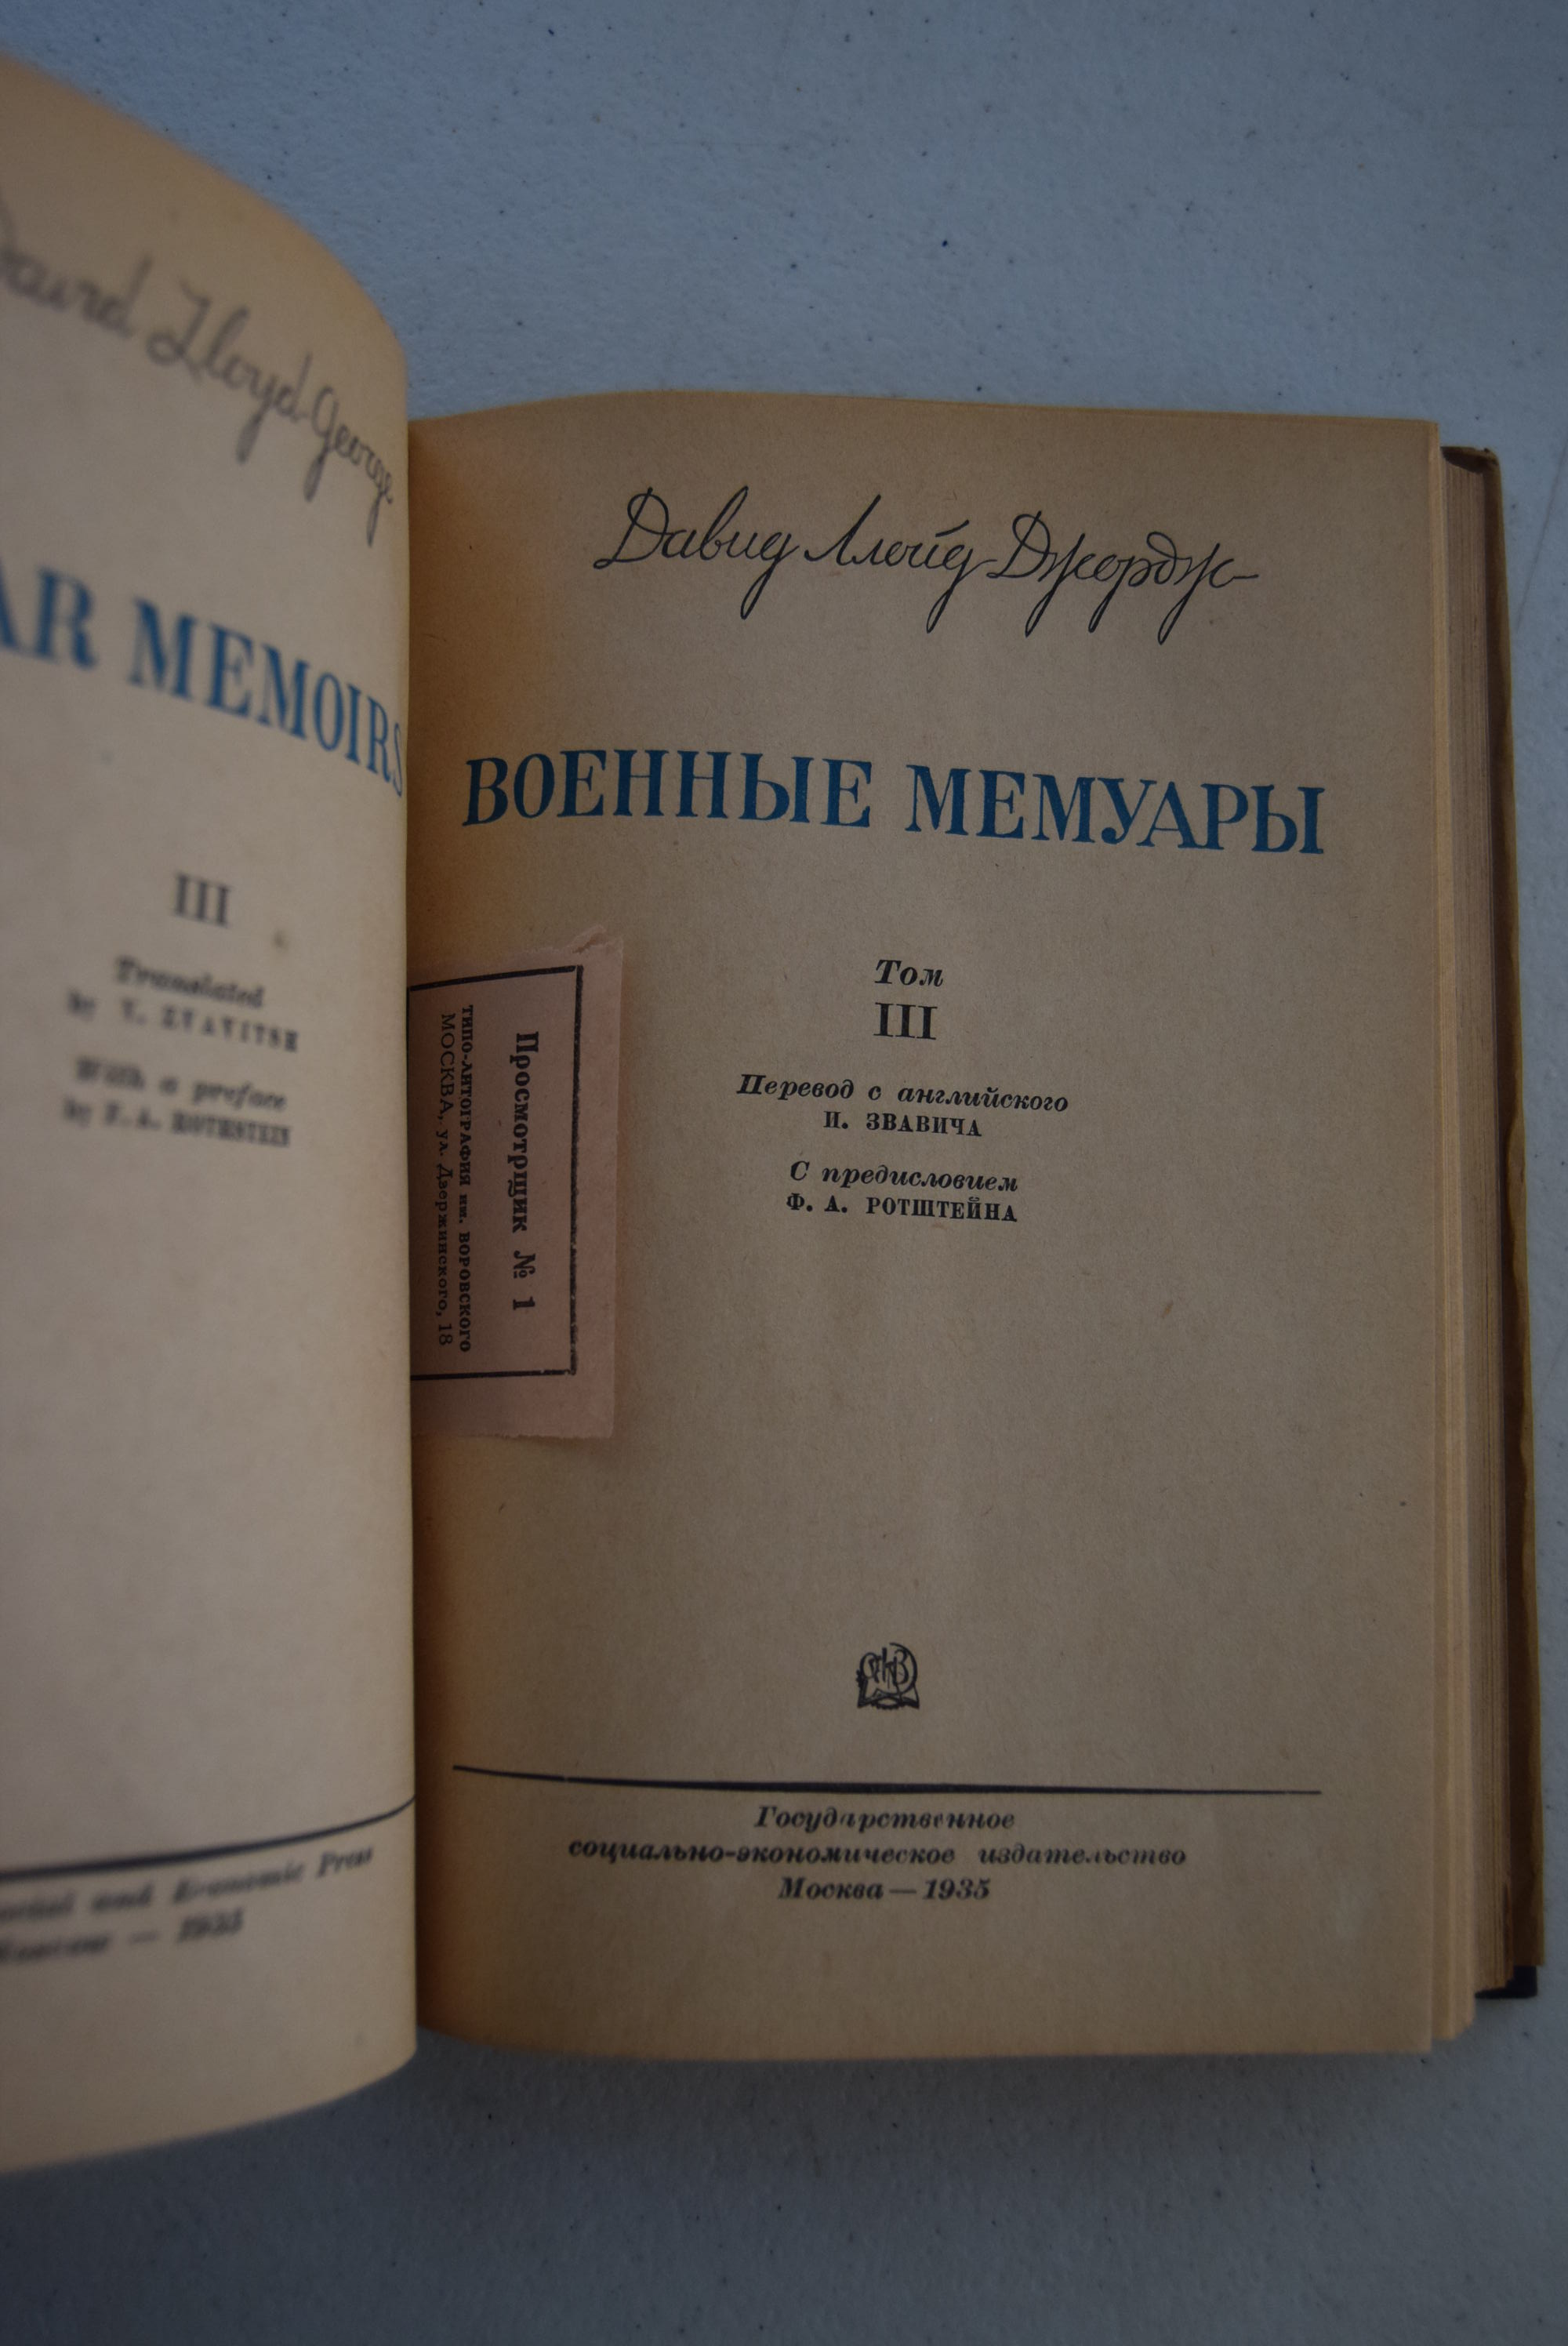 David Lloyd-George
AR MEMOIRS
III
Translated
by Y. ZVAVITSH
With a preface
by F. A. ROTHSTEIN
and Economic Press
Moscow — 1935
Давид Ллойд-Джордж
ВОЕННЫЕ МЕМУАРЫ
Том
III
Перевод с английского
И. ЗВАВИЧА
С предисловием
Ф. А. РОТШТЕЙНА
Просмотрщик № 1
ТИПО-ЛИТОГРАФИЯ им. ВОРОВСКОГО
МОСКВА, ул. Дзержинского, 18
Государственное
социально-экономическое издательство
Москва — 1935